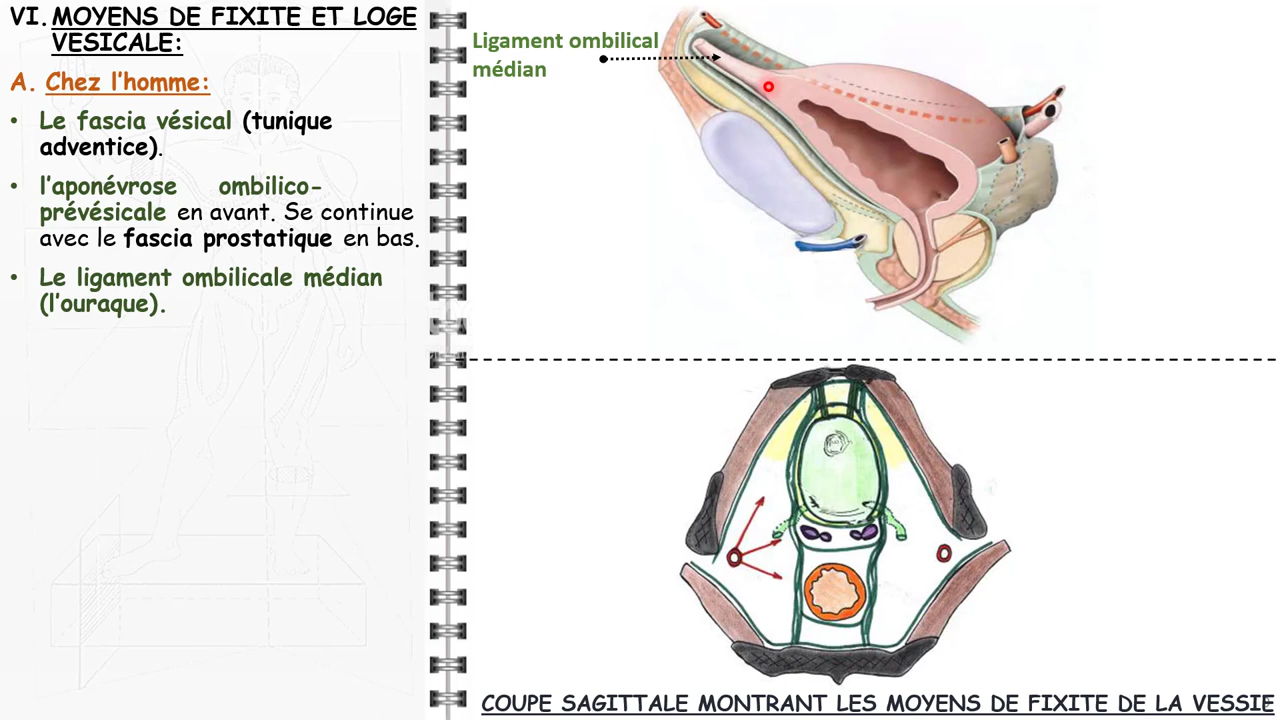 VI. MOYENS DE FIXITE ET LOGE
VESICALE:
A. Chez l'homme:
• Le fascia vésical (tunique
adventice).
• l'aponévrose ombilico-
prévésicale en avant. Se continue
avec le fascia prostatique en bas.
• Le ligament ombilicale médian
(l'ouraque).
Ligament ombilical
médian
COUPE SAGITTALE MONTRANT LES MOYENS DE FIXITE DE LA VESSIE